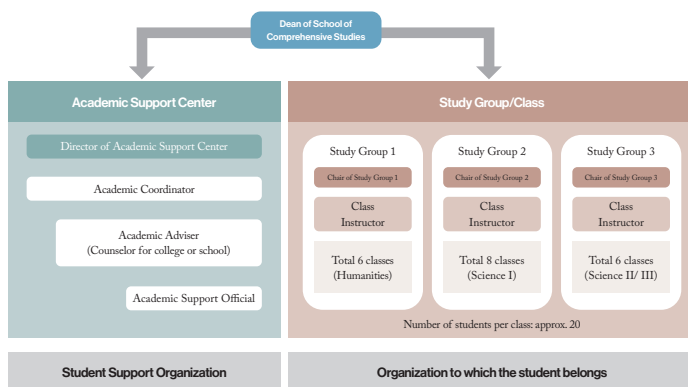 Dean of School of
Comprehensive Studies
Academic Support Center
Director of Academic Support Center
Academic Coordinator
Academic Adviser
(Counselor for college or school)
Academic Support Official
Student Support Organization
Study Group/Class
Study Group 1
Chair of Study Group 1
Class
Instructor
Total 6 classes
(Humanities)
Study Group 2
Chair of Study Group 2
Class
Instructor
Total 8 classes
(Science I)
Study Group 3
Chair of Study Group 3
Class
Instructor
Total 6 classes
(Science II/ III)
Number of students per class: approx. 20
Organization to which the student belongs